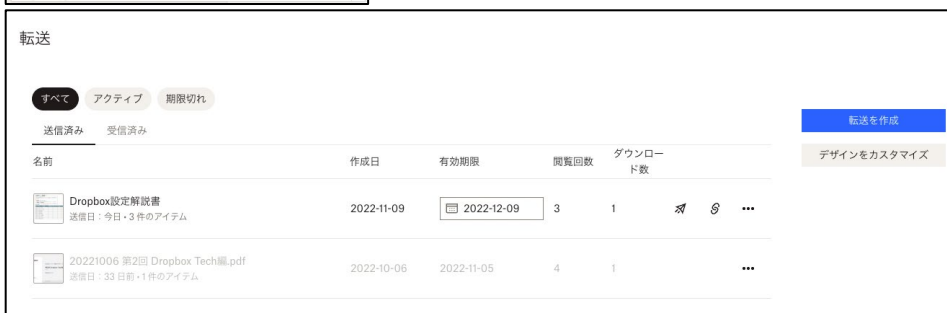 転送
すべて アクティブ 期限切れ
送信済み 受信済み
転送を作成
デザインをカスタマイズ
名前 作成日 有効期限 閲覧回数 ダウンロー
ド数
Dropbox設定解説書
送信日：今日・3 件のアイテム
2022-11-09 2022-12-09 3 1
20221006 第2回 Dropbox Tech編.pdf
送信日：33 日前・1 件のアイテム
2022-10-06 2022-11-05 4 1